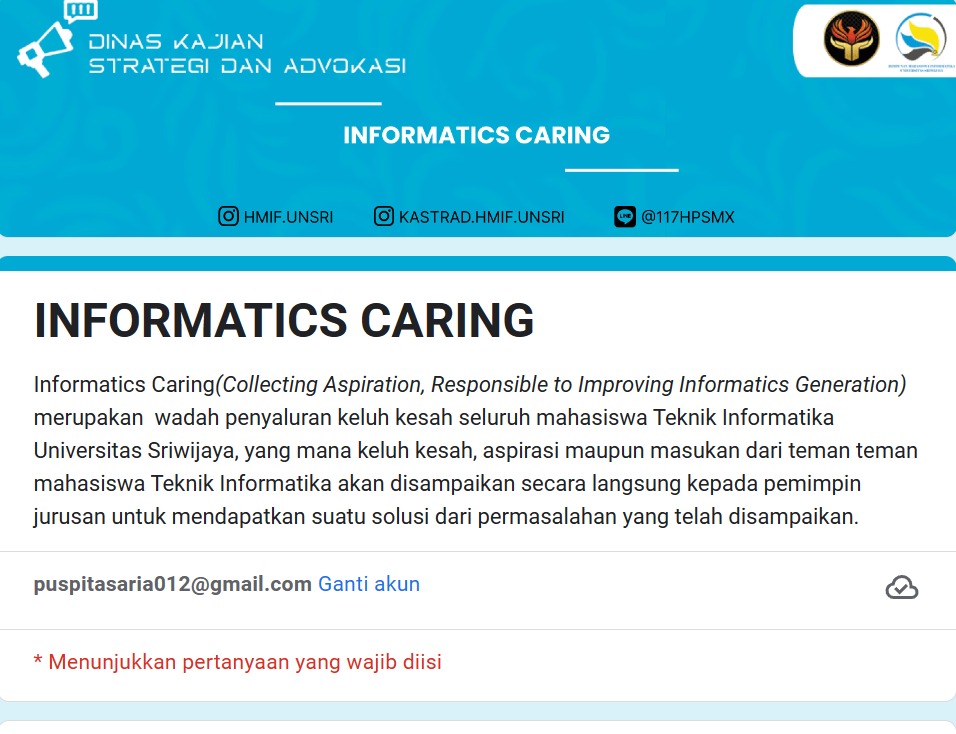 DINAS KAJIAN
STRATEGI DAN ADVOKASI
INFORMATICS CARING
HMIF.UNSRI KASTRAD.HMIF.UNSRI @117HPSMX
INFORMATICS CARING
Informatics Caring(Collecting Aspiration, Responsible to Improving Informatics Generation)
merupakan  wadah penyaluran keluh kesah seluruh mahasiswa Teknik Informatika
Universitas Sriwijaya, yang mana keluh kesah, aspirasi maupun masukan dari teman teman
mahasiswa Teknik Informatika akan disampaikan secara langsung kepada pemimpin
jurusan untuk mendapatkan suatu solusi dari permasalahan yang telah disampaikan.
puspitasaria012@gmail.com Ganti akun
* Menunjukkan pertanyaan yang wajib diisi